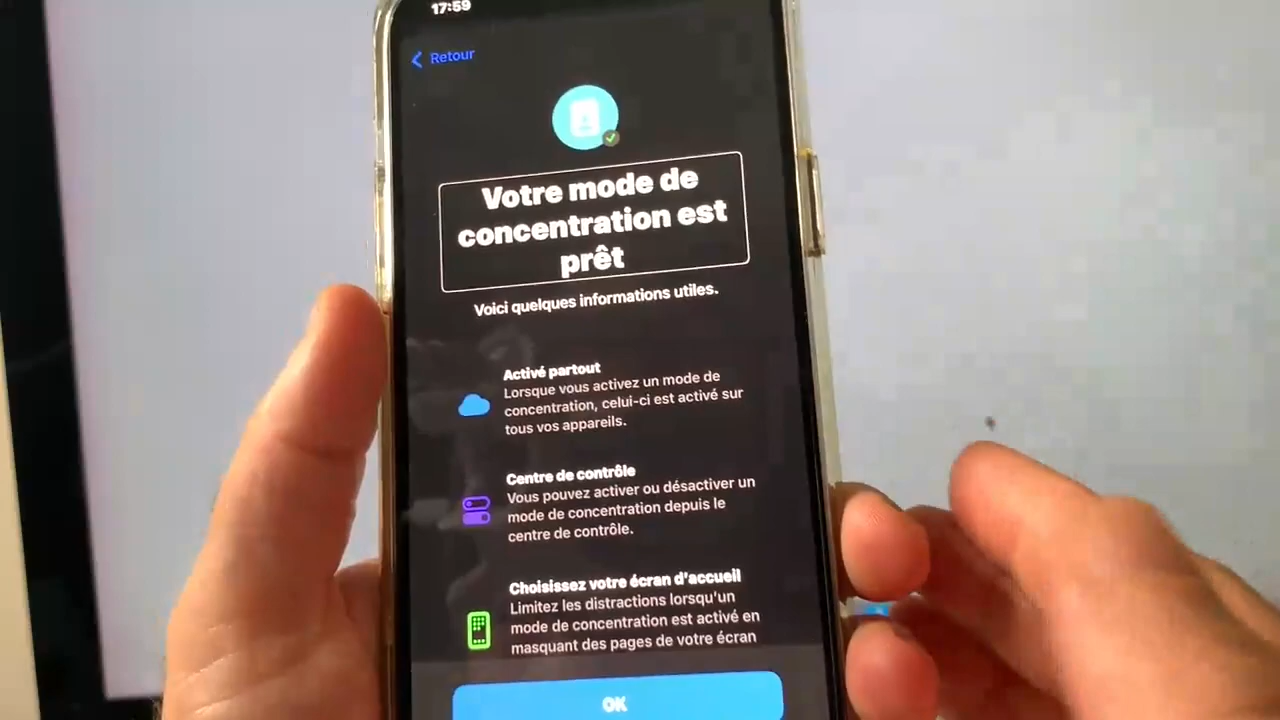 17:59
Retour
Votre mode de
concentration est
prêt
Voici quelques informations utiles.
Activé partout
Lorsque vous activez un mode de
concentration, celui-ci est activé sur
tous vos appareils.
Centre de contrôle
Vous pouvez activer ou désactiver un
mode de concentration depuis le
centre de contrôle.
Choisissez votre écran d'accueil
Limitez les distractions lorsqu'un
mode de concentration est activé en
masquant des pages de votre écran
OK